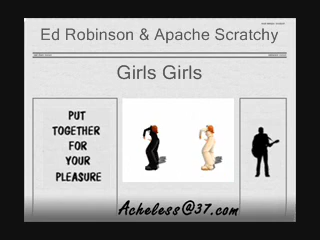 Ed Robinson & Apache Scratchy
Girls Girls
PUT
TOGETHER
FOR
YOUR
PLEASURE
Acheless@37.com